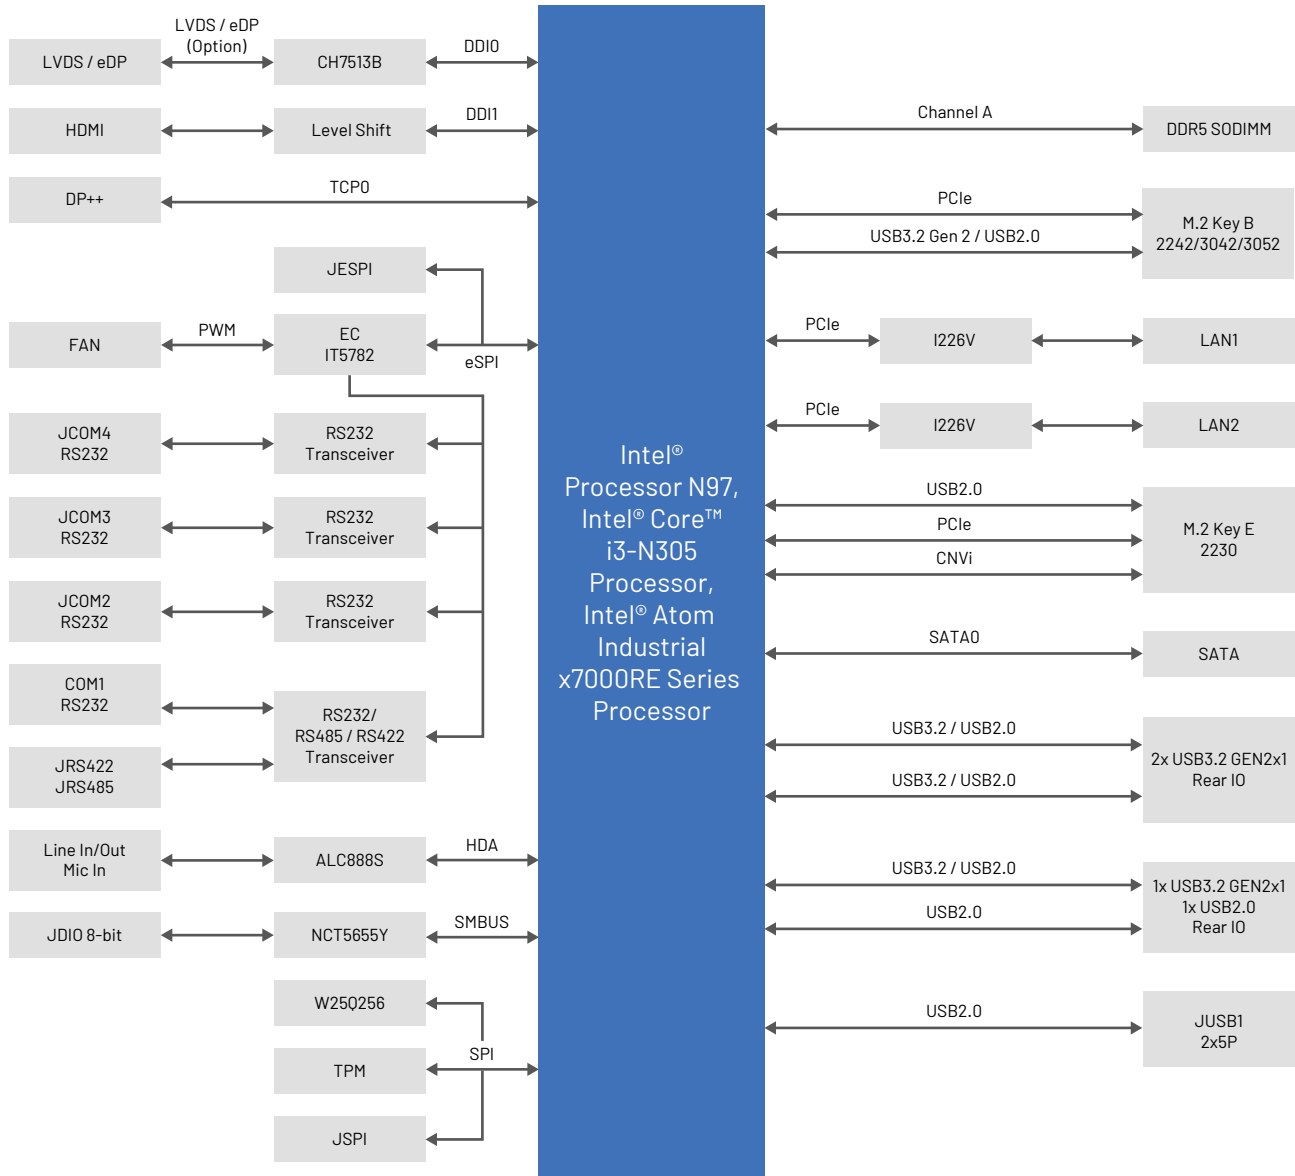 LVDS / eDP
LVDS / eDP
(Option)
CH7513B
DDI0
HDMI
Level Shift
DDI1
DP++
TCP0
JESPI
FAN
PWM
EC
IT5782
eSPI
JCOM4
RS232
RS232
Transceiver
JCOM3
RS232
RS232
Transceiver
JCOM2
RS232
RS232
Transceiver
COM1
RS232
RS232/
RS485 / RS422
Transceiver
JRS422
JRS485
Line In/Out
Mic In
ALC888S
HDA
JDIO 8-bit
NCT5655Y
SMBUS
W25Q256
TPM
SPI
JSPI
Intel®
Processor N97,
Intel® Core™
i3-N305
Processor,
Intel® Atom
Industrial
x7000RE Series
Processor
Channel A
DDR5 SODIMM
PCIe
USB3.2 Gen 2 / USB2.0
M.2 Key B
2242/3042/3052
PCIe
I226V
LAN1
PCIe
I226V
LAN2
USB2.0
PCIe
CNVi
M.2 Key E
2230
SATA0
SATA
USB3.2 / USB2.0
USB3.2 / USB2.0
2x USB3.2 GEN2x1
Rear IO
USB3.2 / USB2.0
USB2.0
1x USB3.2 GEN2x1
1x USB2.0
Rear IO
USB2.0
JUSB1
2x5P